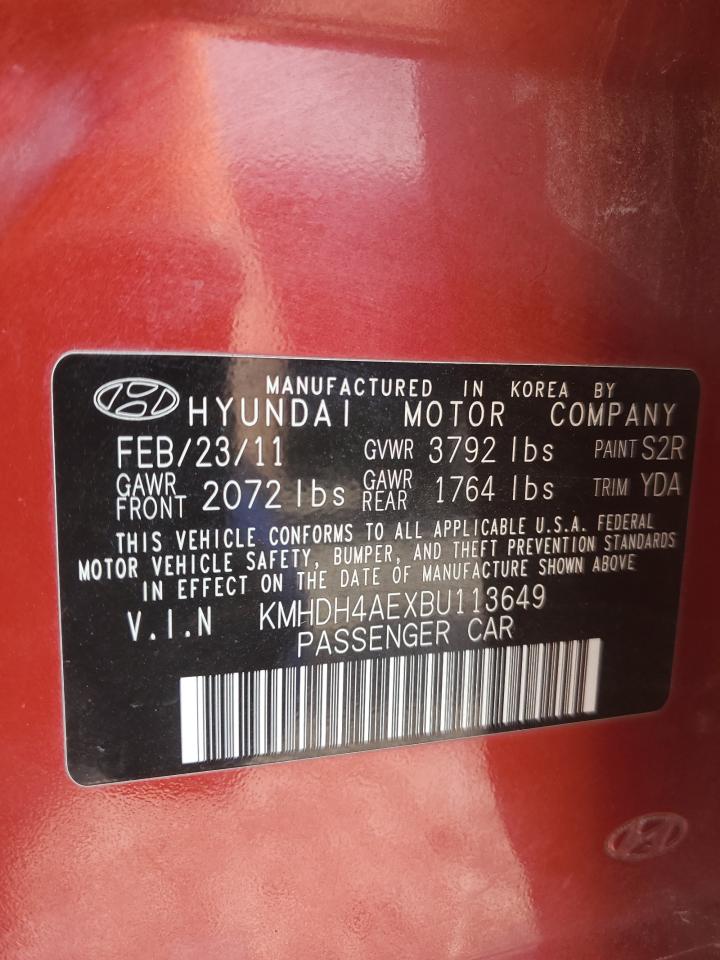 MANUFACTURED IN KOREA BY
HYUNDAI MOTOR COMPANY
FEB/23/11 GVWR 3792 lbs PAINT S2R
GAWR FRONT 2072 lbs GAWR REAR 1764 lbs TRIM YDA
THIS VEHICLE CONFORMS TO ALL APPLICABLE U.S.A. FEDERAL
MOTOR VEHICLE SAFETY, BUMPER, AND THEFT PREVENTION STANDARDS
IN EFFECT ON THE DATE OF MANUFACTURE SHOWN ABOVE
V.I.N KMHDH4AEXBU113649
PASSENGER CAR